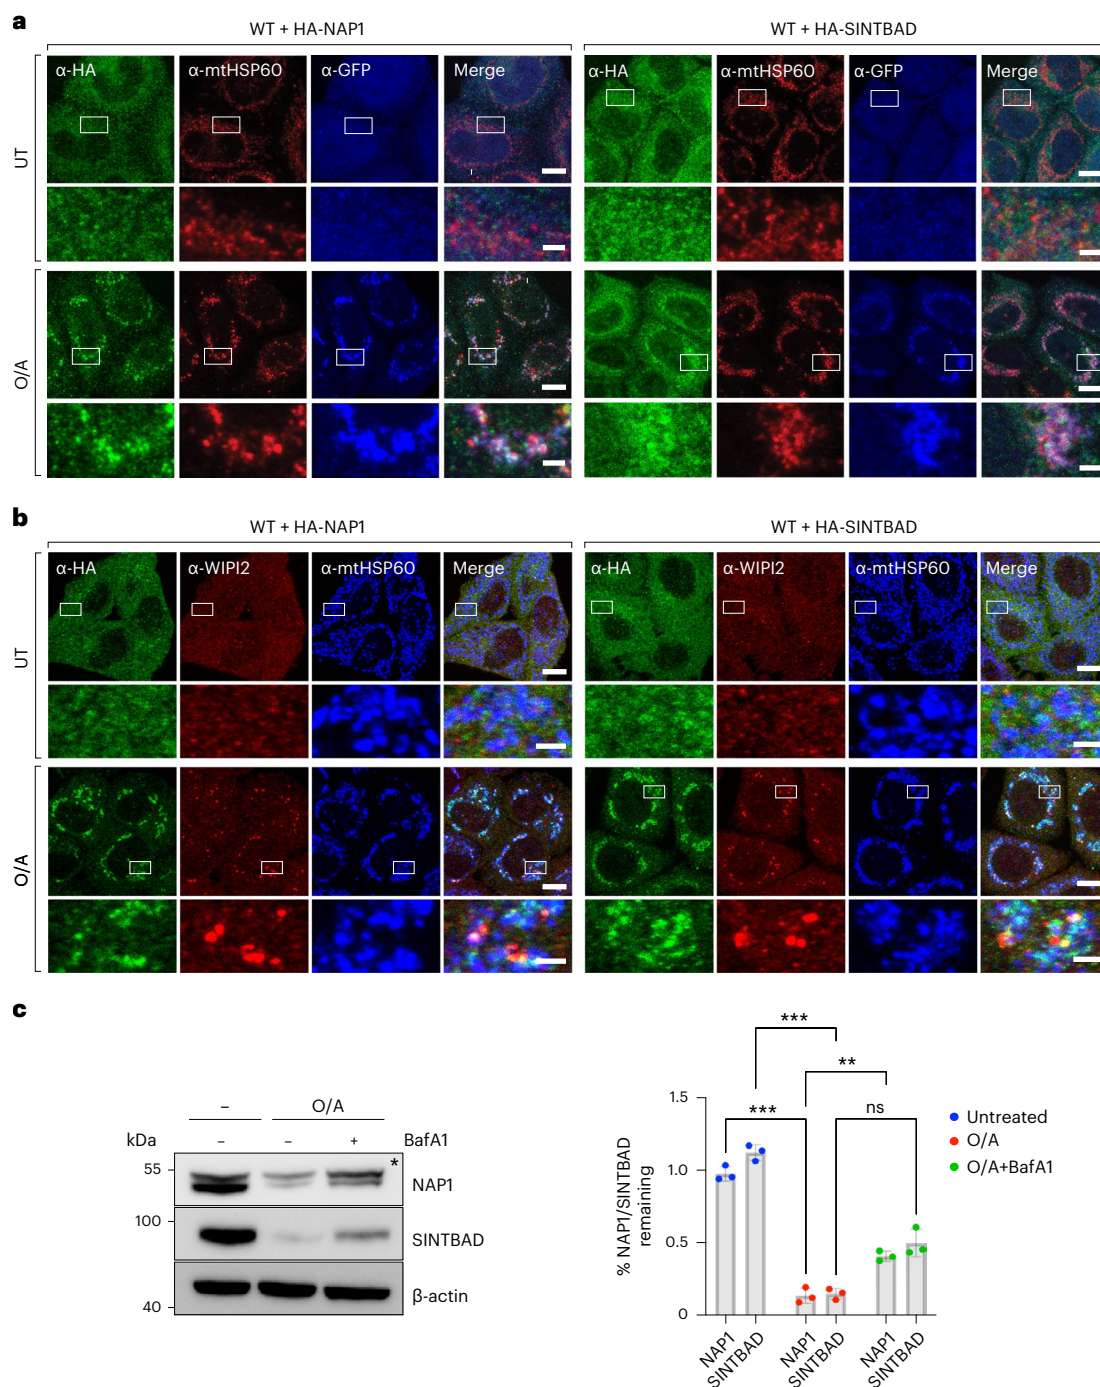 a
WT + HA-NAP1 WT + HA-SINTBAD
α-HA α-mtHSP60 α-GFP Merge α-HA α-mtHSP60 α-GFP Merge
UT
O/A
b
WT + HA-NAP1 WT + HA-SINTBAD
α-HA α-WIPI2 α-mtHSP60 Merge α-HA α-WIPI2 α-mtHSP60 Merge
UT
O/A
c
– O/A
kDa – – + BafA1
55 * NAP1
100 SINTBAD
40 β-actin
***
**
*** ns
% NAP1/SINTBAD
remaining
1.5
1.0
0.5
0
NAP1
SINTBAD
NAP1
SINTBAD
NAP1
SINTBAD
Untreated
O/A
O/A+BafA1